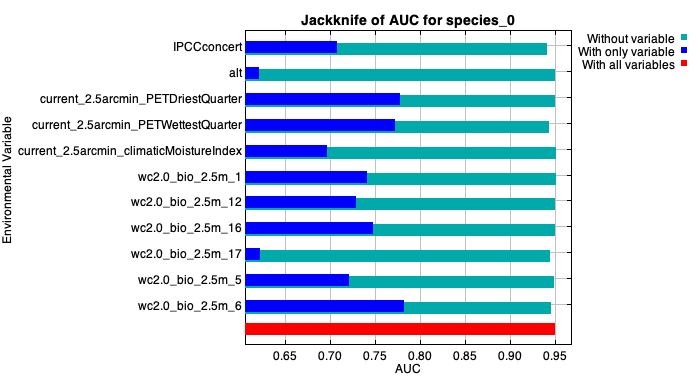 Jackknife of AUC for species_0
Without variable
With only variable
With all variables
Environmental Variable
IPCCconcert
alt
current_2.5arcmin_PETDriestQuarter
current_2.5arcmin_PETWettestQuarter
current_2.5arcmin_climaticMoistureIndex
wc2.0_bio_2.5m_1
wc2.0_bio_2.5m_12
wc2.0_bio_2.5m_16
wc2.0_bio_2.5m_17
wc2.0_bio_2.5m_5
wc2.0_bio_2.5m_6
0.65 0.70 0.75 0.80 0.85 0.90 0.95
AUC